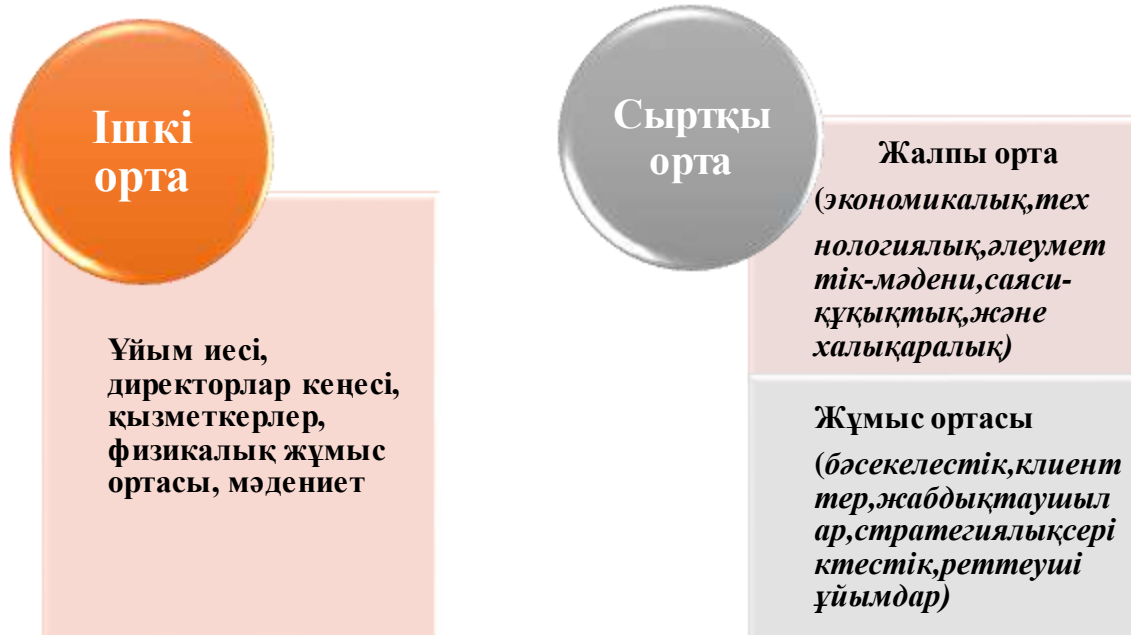 Ішкі
орта
Ұйым иесі,
директорлар кеңесі,
қызметкерлер,
физикалық жұмыс
ортасы, мәдениет
Сыртқы
орта
Жалпы орта
(экономикалық,тех
нологиялық,әлеумет
тік-мәдени,саяси-
құқықтық,және
халықаралық)
Жұмыс ортасы
(бәсекелестік,клиент
тер,жабдықтаушыл
ар,стратегиялықсері
ктестік,реттеуші
ұйымдар)